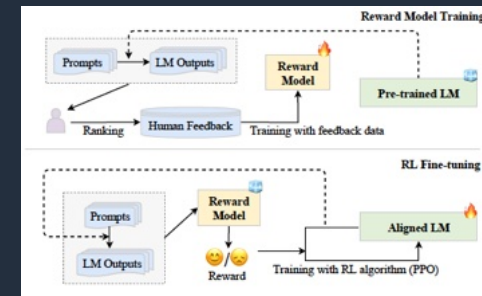 Reward Model Training
Prompts
LM Outputs
Reward
Model
Pre-trained LM
Ranking
Human Feedback
Training with feedback data
RL Fine-tuning
Prompts
Reward
Model
Aligned LM
LM Outputs
Reward
Training with RL algorithm (PPO)